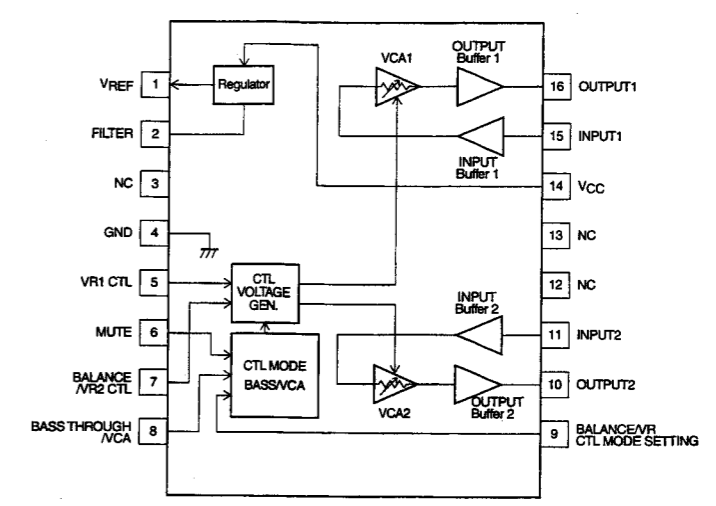 VREF 1
FILTER 2
NC 3
GND 4
VR1 CTL 5
MUTE 6
BALANCE
/VR2 CTL 7
BASS THROUGH
/VCA 8
Regulator
CTL
VOLTAGE
GEN.
CTL MODE
BASS/VCA
VCA1
OUTPUT
Buffer 1
INPUT
Buffer 1
INPUT
Buffer 2
VCA2
OUTPUT
Buffer 2
16 OUTPUT1
15 INPUT1
14 VCC
13 NC
12 NC
11 INPUT2
10 OUTPUT2
9 BALANCE/VR
CTL MODE SETTING